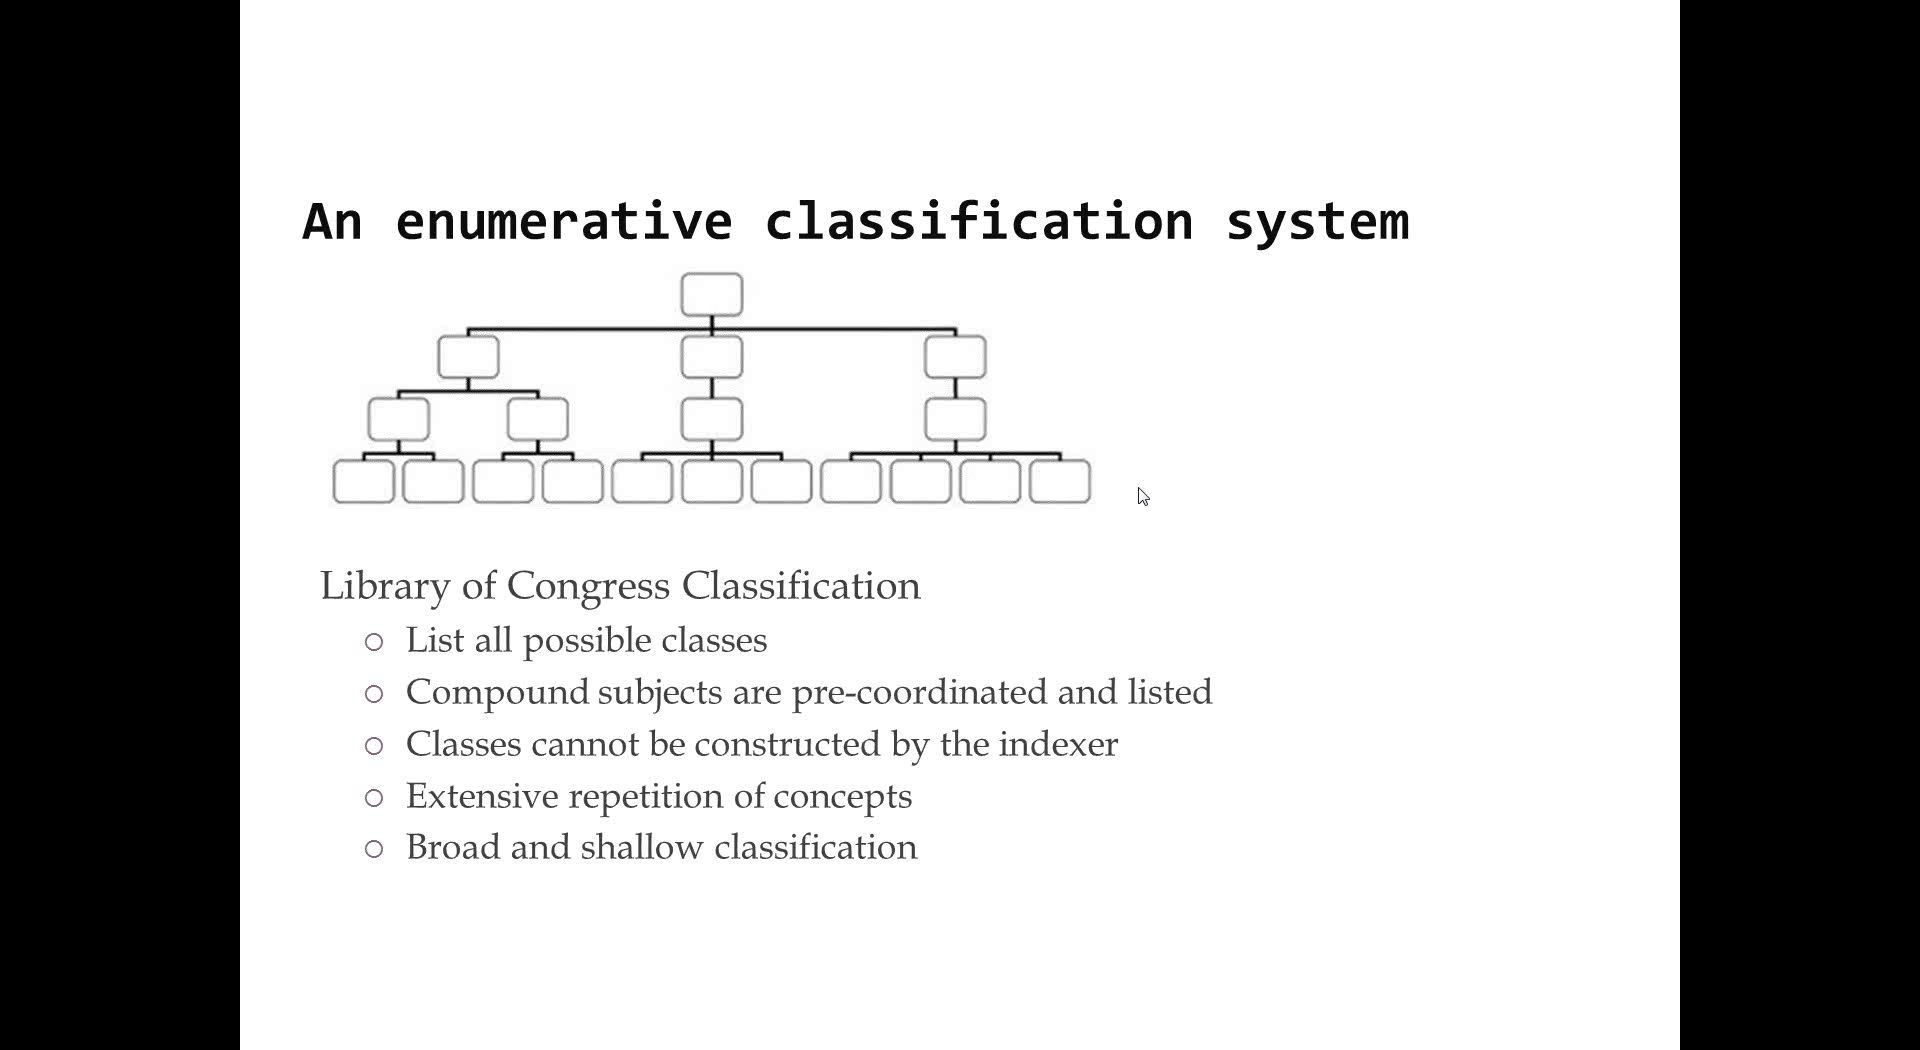 An enumerative classification system
Library of Congress Classification
List all possible classes
Compound subjects are pre-coordinated and listed
Classes cannot be constructed by the indexer
Extensive repetition of concepts
Broad and shallow classification